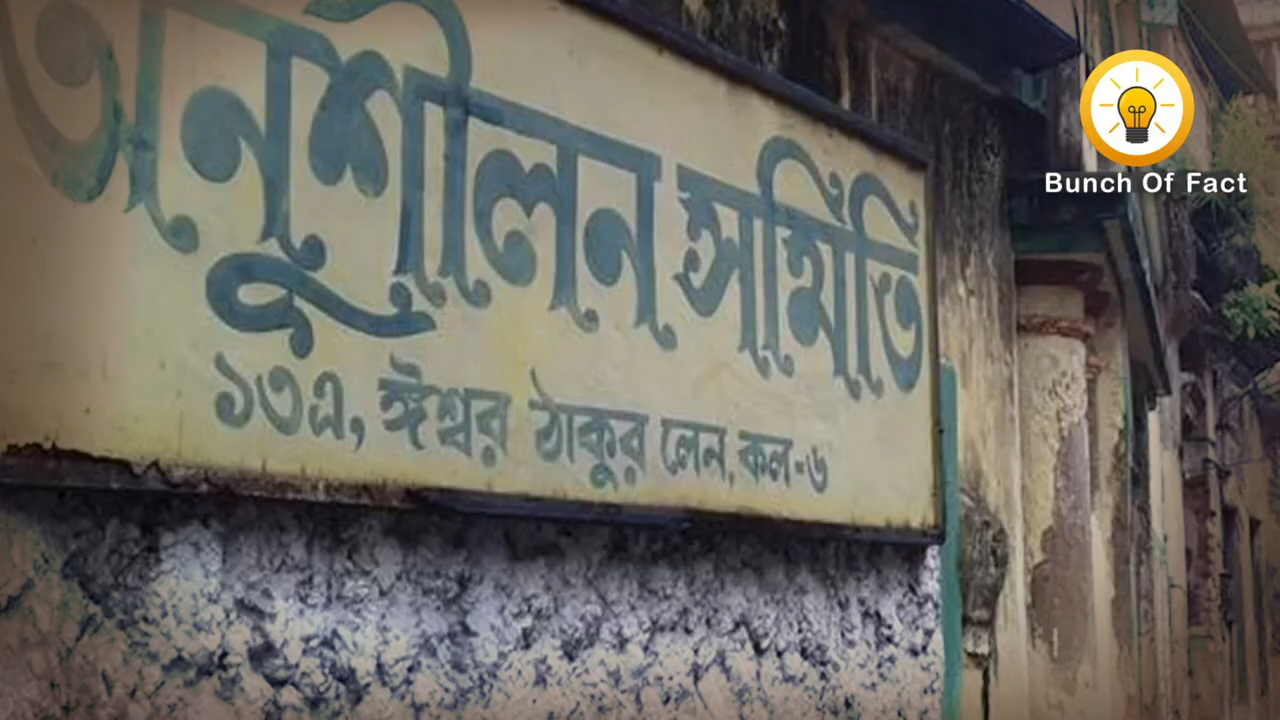 অনুশীলন সমিতি
১৩এ, ঈশ্বর ঠাকুর লেন, কল-৬
Bunch Of Fact